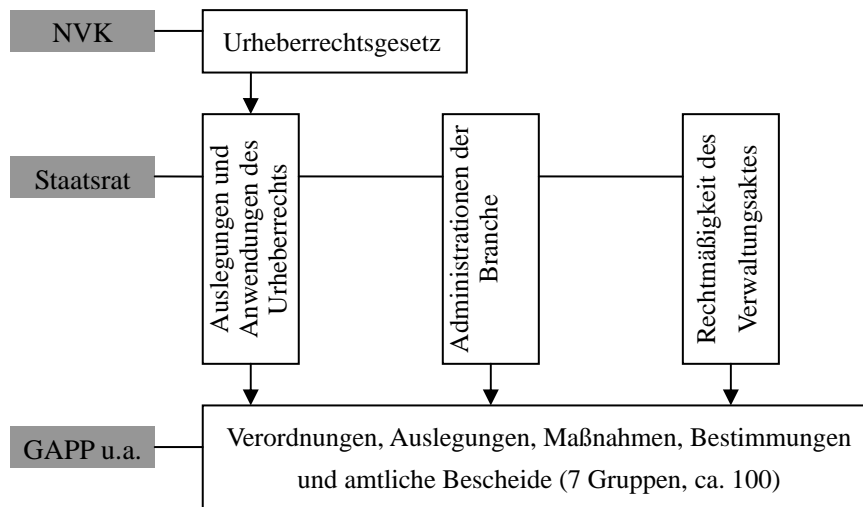 NVK
Urheberrechtsgesetz
Staatsrat
Auslegungen und
Anwendungen des
Urheberrechts
Administrationen der
Branche
Rechtmäßigkeit des
Verwaltungsaktes
GAPP u.a.
Verordnungen, Auslegungen, Maßnahmen, Bestimmungen
und amtliche Bescheide (7 Gruppen, ca. 100)